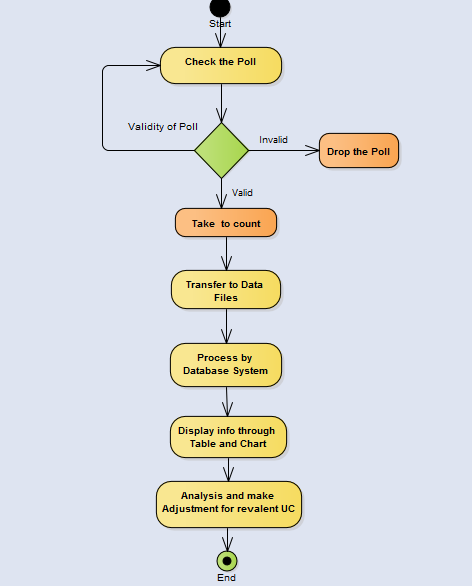 Start
Check the Poll
Validity of Poll
Invalid
Drop the Poll
Valid
Take to count
Transfer to Data
Files
Process by
Database System
Display info through
Table and Chart
Analysis and make
Adjustment for revalent UC
End